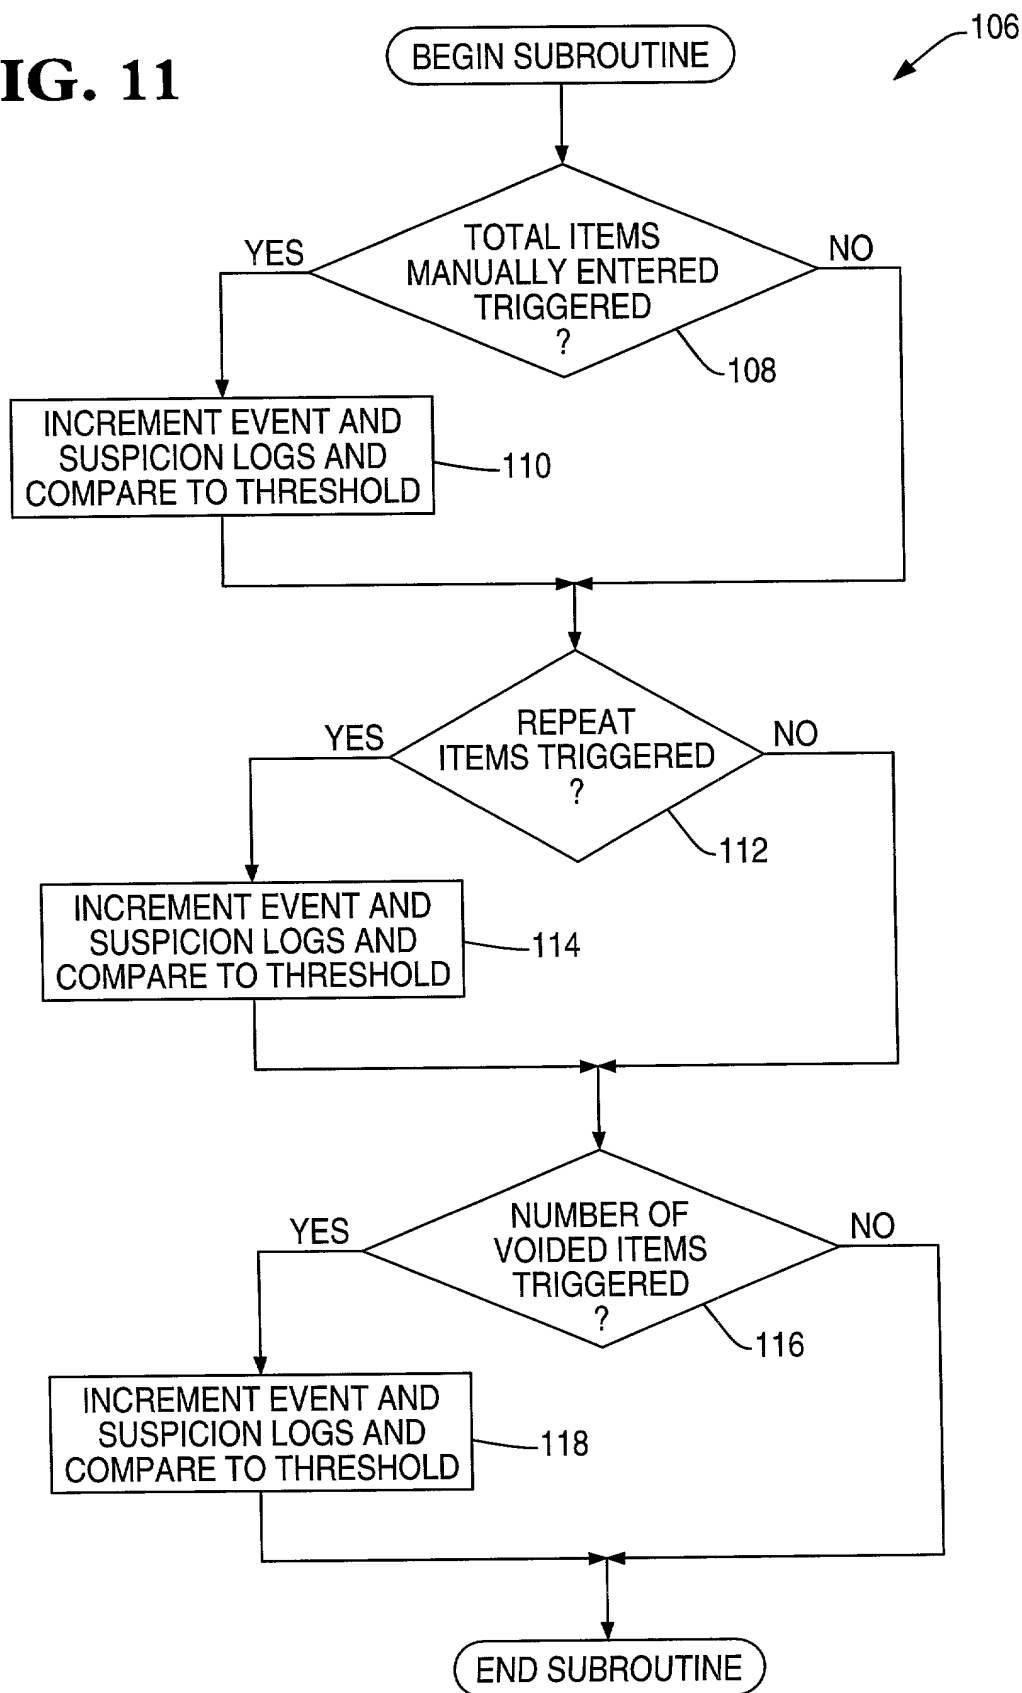 106
IG. 11
BEGIN SUBROUTINE
TOTAL ITEMS
MANUALLY ENTERED
TRIGGERED
?
YES
NO
108
INCREMENT EVENT AND
SUSPICION LOGS AND
COMPARE TO THRESHOLD
110
REPEAT
ITEMS TRIGGERED
?
YES
NO
112
INCREMENT EVENT AND
SUSPICION LOGS AND
COMPARE TO THRESHOLD
114
NUMBER OF
VOIDED ITEMS
TRIGGERED
?
YES
NO
116
INCREMENT EVENT AND
SUSPICION LOGS AND
COMPARE TO THRESHOLD
118
END SUBROUTINE